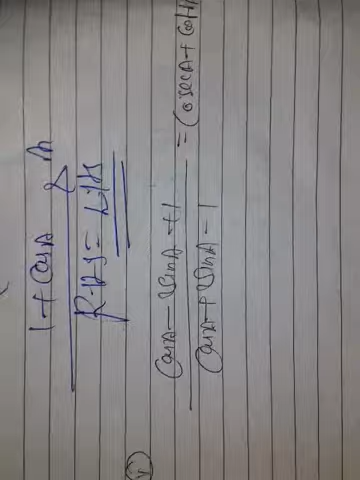 1 + CosA
R.H.S = L.H.S
(v) CosA - SinA + 1 = (CosecA + CotA
CosA + SinA - 1